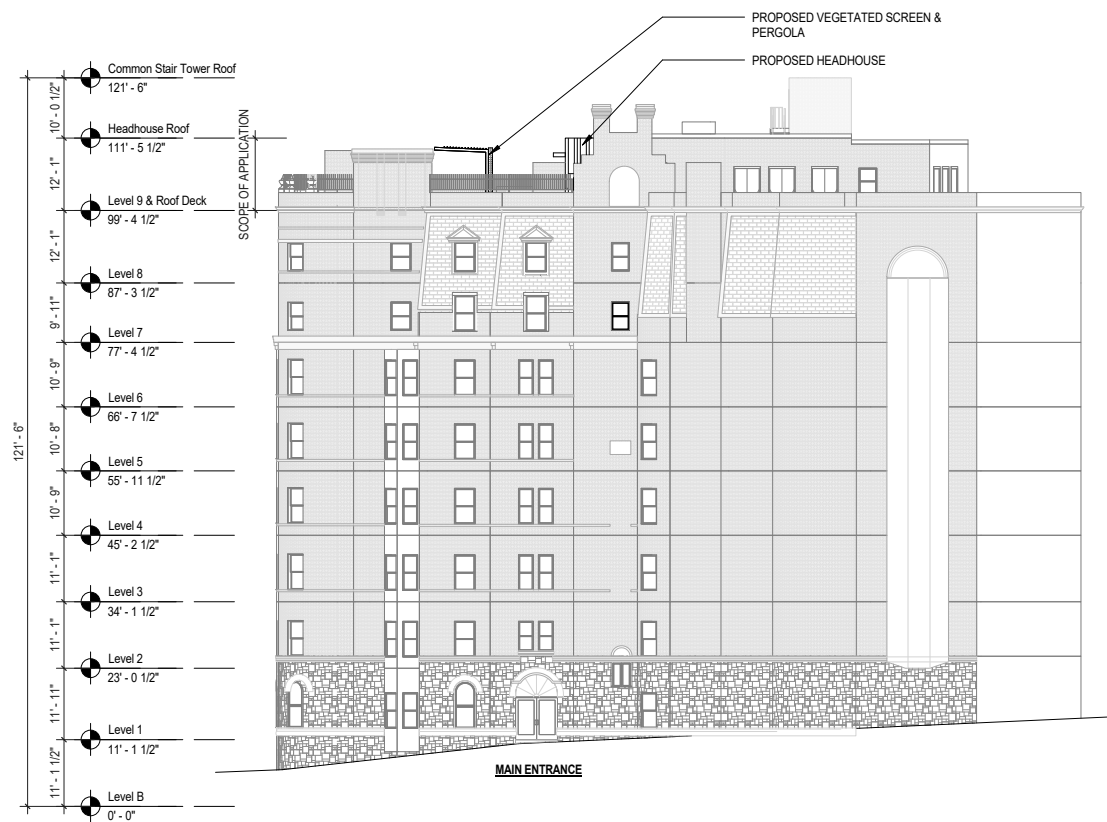 PROPOSED VEGETATED SCREEN &
PERGOLA
PROPOSED HEADHOUSE
Common Stair Tower Roof
121' - 6"
10' - 0 1/2"
Headhouse Roof
111' - 5 1/2"
SCOPE OF APPLICATION
12' - 1"
Level 9 & Roof Deck
99' - 4 1/2"
12' - 1"
Level 8
87' - 3 1/2"
9' - 11"
Level 7
77' - 4 1/2"
10' - 9"
Level 6
66' - 7 1/2"
121' - 6"
10' - 8"
Level 5
55' - 11 1/2"
10' - 9"
Level 4
45' - 2 1/2"
11' - 1"
Level 3
34' - 1 1/2"
11' - 1"
Level 2
23' - 0 1/2"
11' - 11"
Level 1
11' - 1 1/2"
MAIN ENTRANCE
11' - 1 1/2"
Level B
0' - 0"